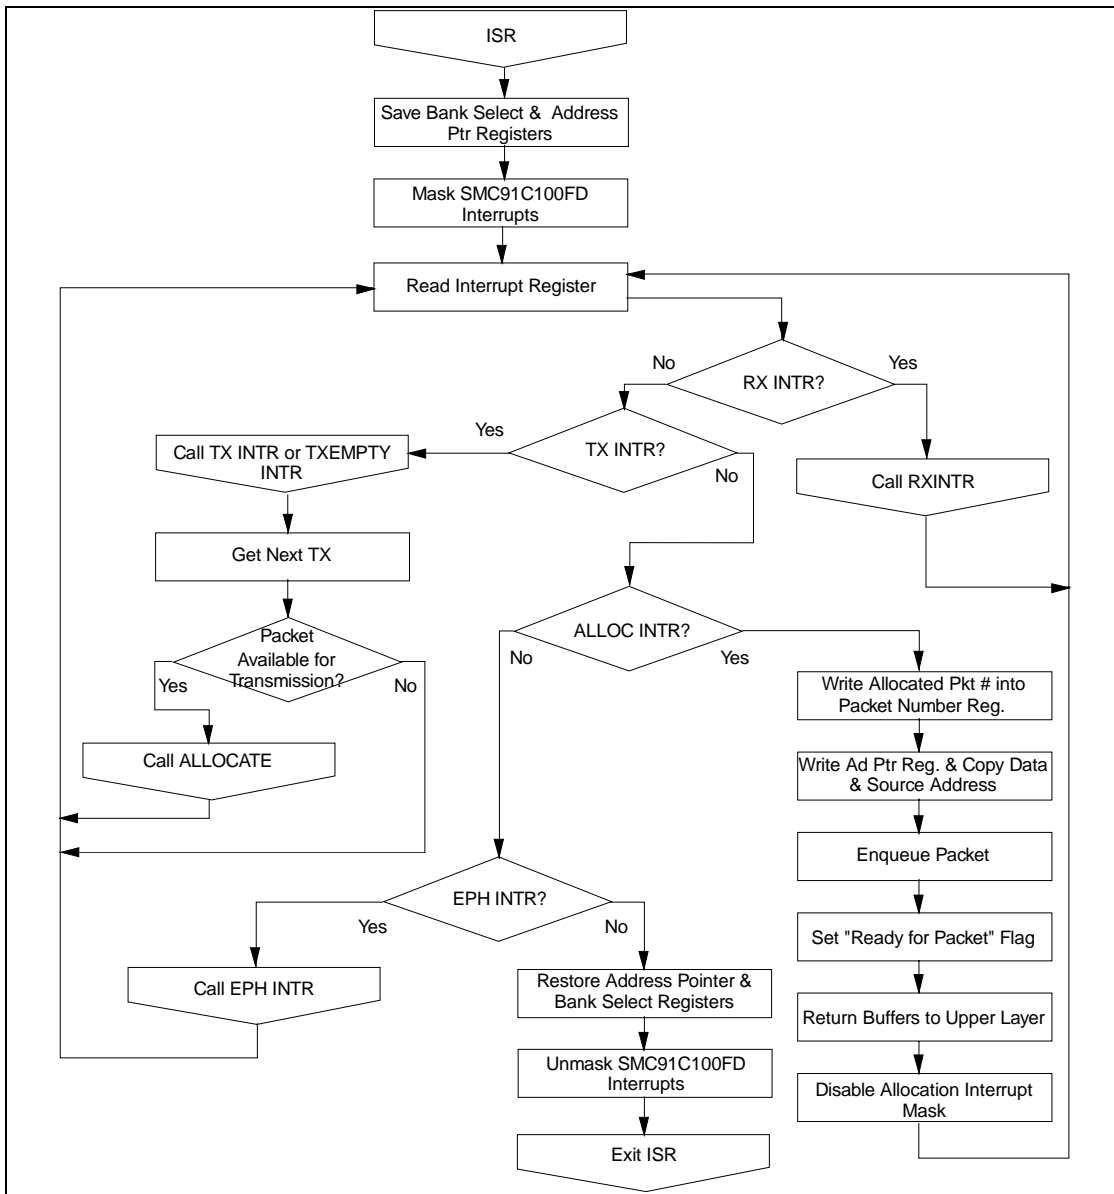 ISR
Save Bank Select & Address
Ptr Registers
Mask SMC91C100FD
Interrupts
Read Interrupt Register
No
Yes
RX INTR?
Yes
Call TX INTR or TXEMPTY
INTR
TX INTR?
No
Call RXINTR
Get Next TX
ALLOC INTR?
Packet
Available for
Transmission?
No
Yes
Yes
No
Write Allocated Pkt # into
Packet Number Reg.
Call ALLOCATE
Write Ad Ptr Reg. & Copy Data
& Source Address
Enqueue Packet
EPH INTR?
Yes
No
Set "Ready for Packet" Flag
Call EPH INTR
Restore Address Pointer &
Bank Select Registers
Return Buffers to Upper Layer
Unmask SMC91C100FD
Interrupts
Disable Allocation Interrupt
Mask
Exit ISR